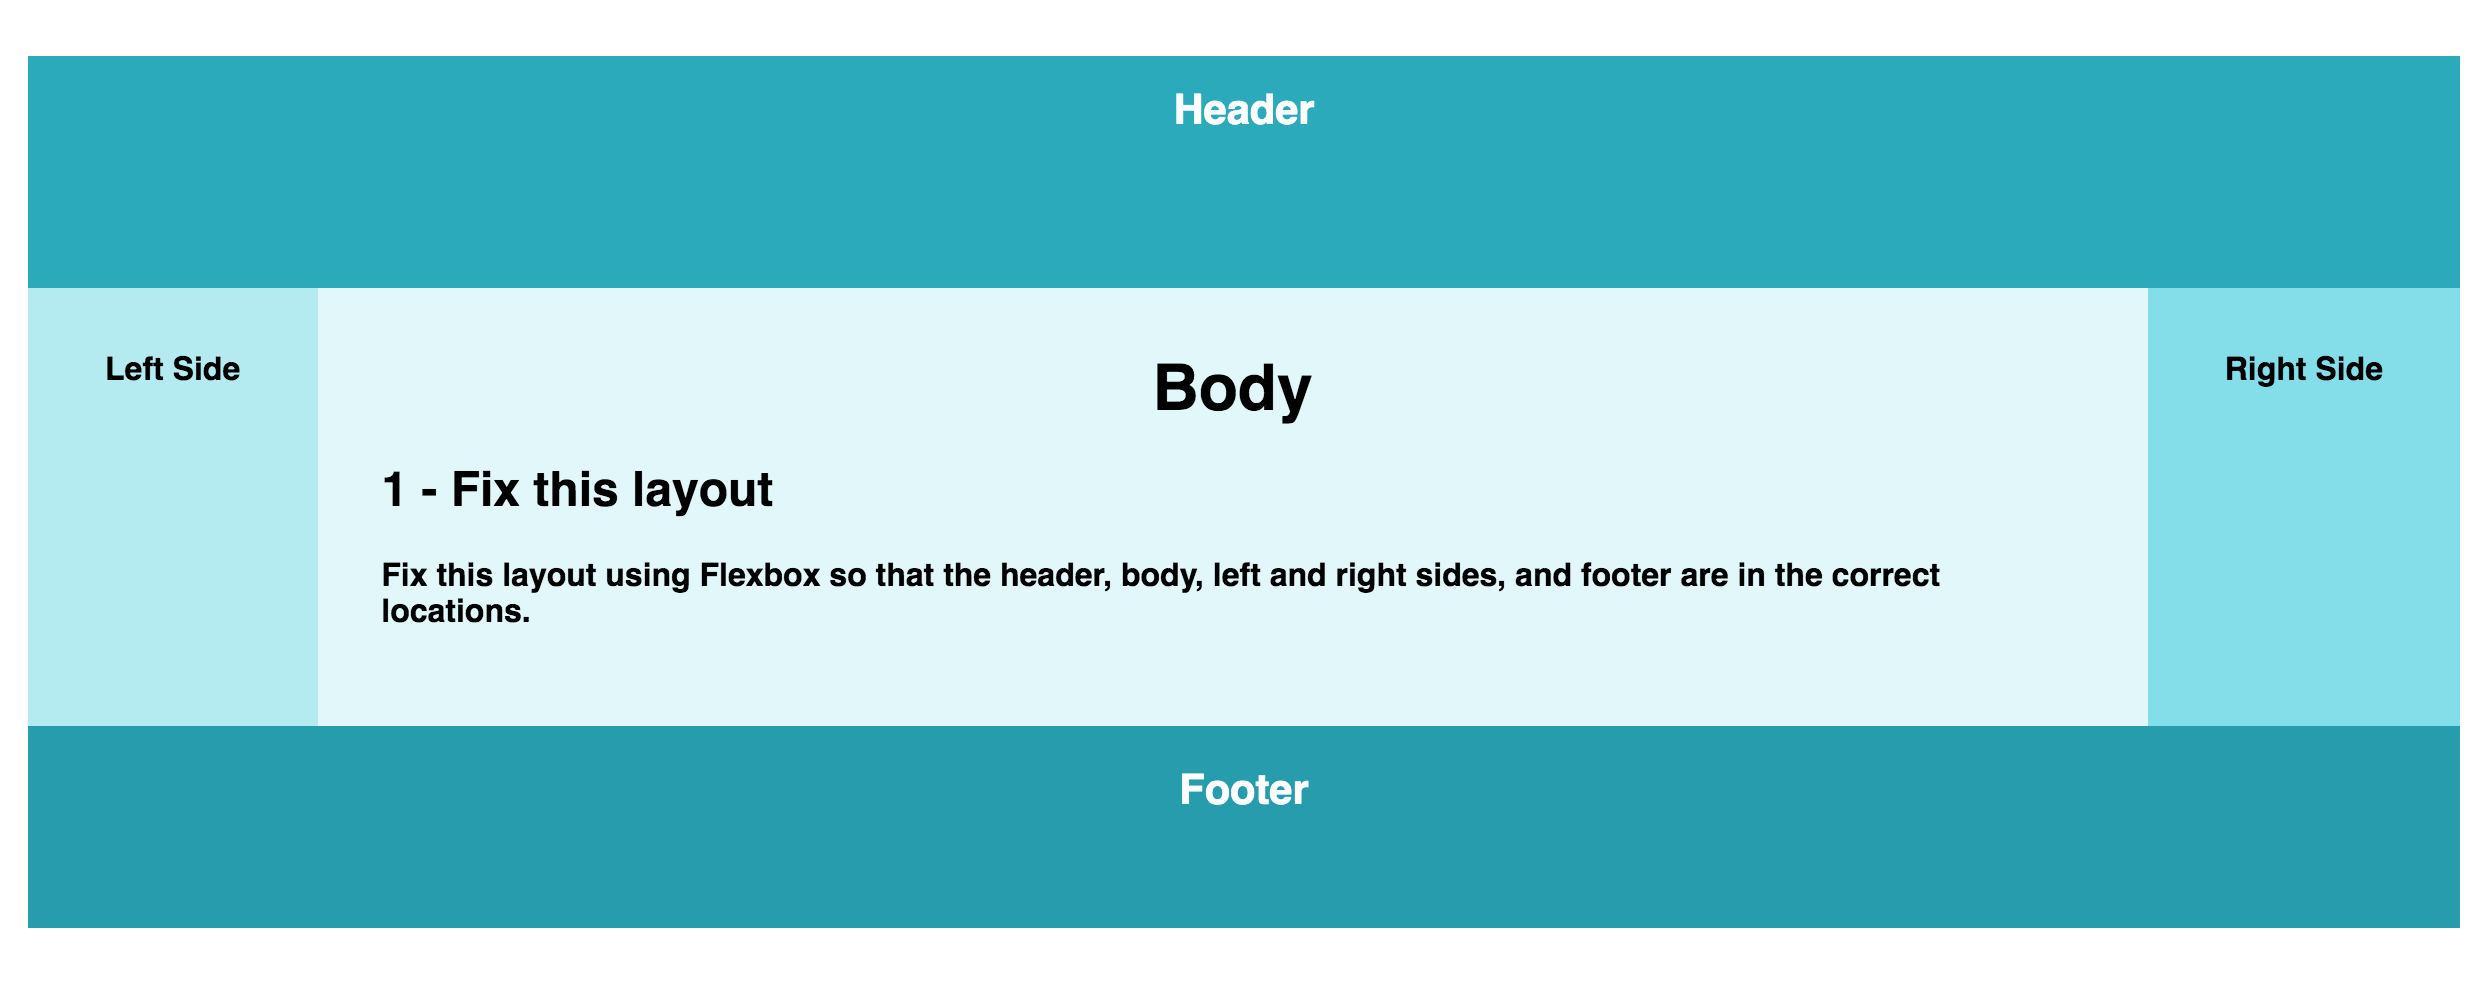 Header
Left Side
Body
Right Side
1 - Fix this layout
Fix this layout using Flexbox so that the header, body, left and right sides, and footer are in the correct
locations.
Footer